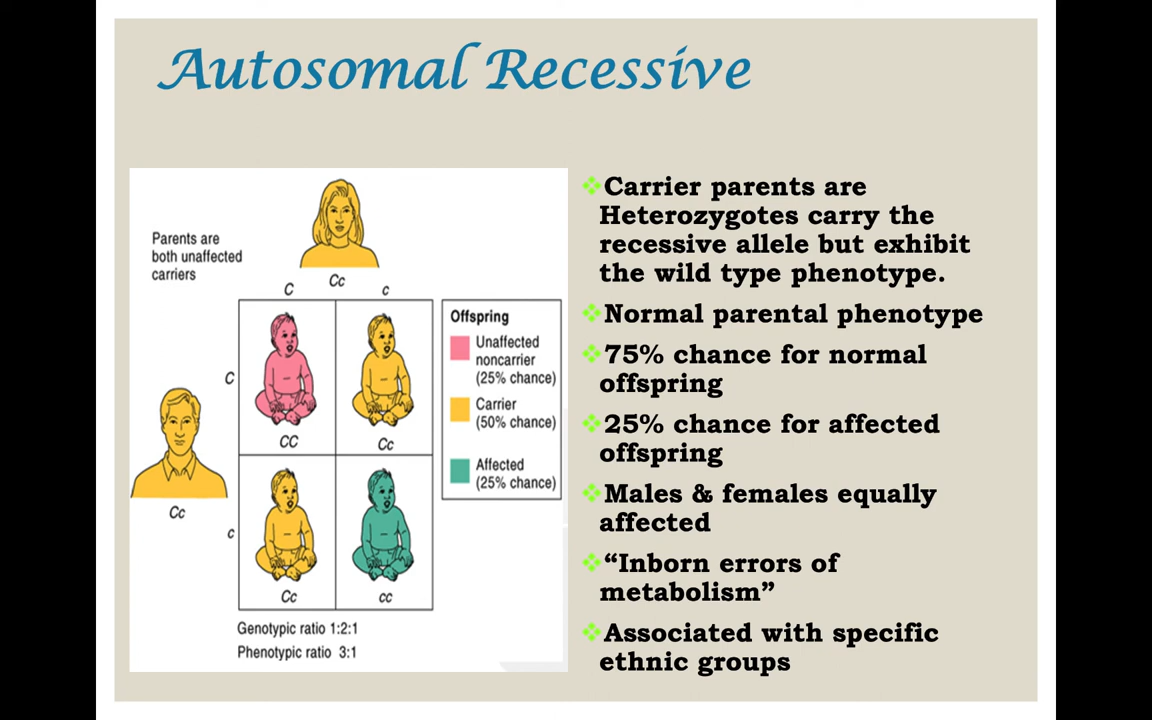 Autosomal Recessive
Parents are
both unaffected
carriers
Cc
C
c
C
CC
Cc
Cc
c
Cc
cc
Genotypic ratio 1:2:1
Phenotypic ratio 3:1
Offspring
Unaffected
noncarrier
(25% chance)
Carrier
(50% chance)
Affected
(25% chance)
Carrier parents are
Heterozygotes carry the
recessive allele but exhibit
the wild type phenotype.
Normal parental phenotype
75% chance for normal
offspring
25% chance for affected
offspring
Males & females equally
affected
“Inborn errors of
metabolism”
Associated with specific
ethnic groups